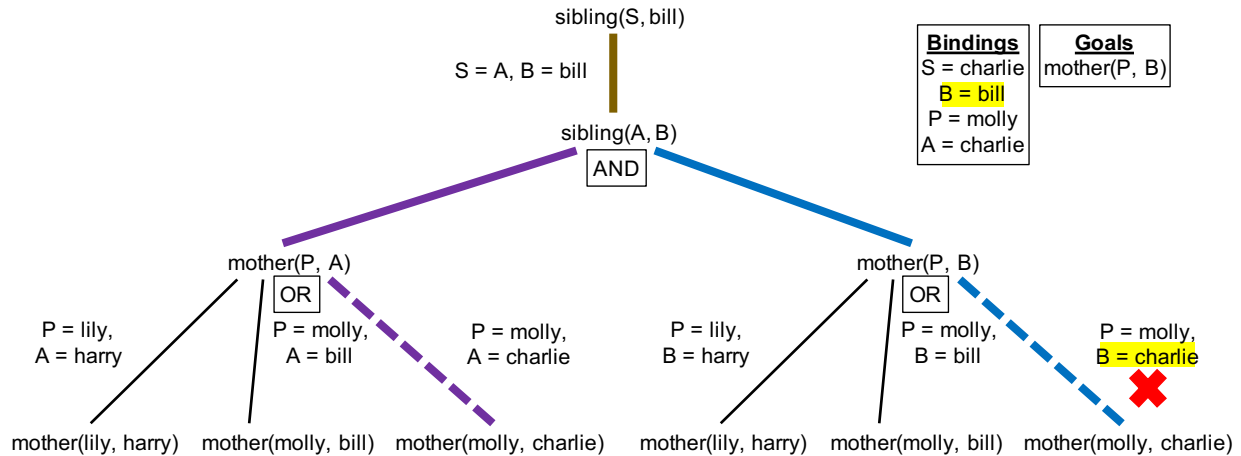 sibling(S, bill)
S = A, B = bill
Bindings
S = charlie
B = bill
P = molly
A = charlie
Goals
mother(P, B)
sibling(A, B)
AND
mother(P, A)
OR
P = lily,
A = harry
P = molly,
A = bill
P = molly,
A = charlie
mother(P, B)
OR
P = lily,
B = harry
P = molly,
B = bill
P = molly,
B = charlie
mother(lily, harry)
mother(molly, bill)
mother(molly, charlie)
mother(lily, harry)
mother(molly, bill)
mother(molly, charlie)